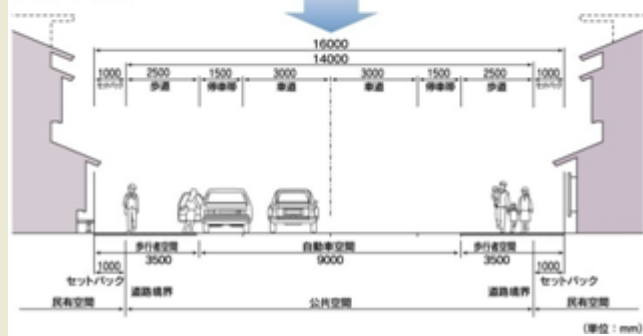 16000
14000
1000 2500 1500 3000 3000 1500 2500 1000
セットバック 歩道 停車帯 車道 車道 停車帯 歩道 セットバック
歩行者空間 自動車空間 歩行者空間
3500 9000 3500
1000 1000
セットバック セットバック
道路境界 道路境界
民有空間 公共空間 民有空間
(単位：mm)